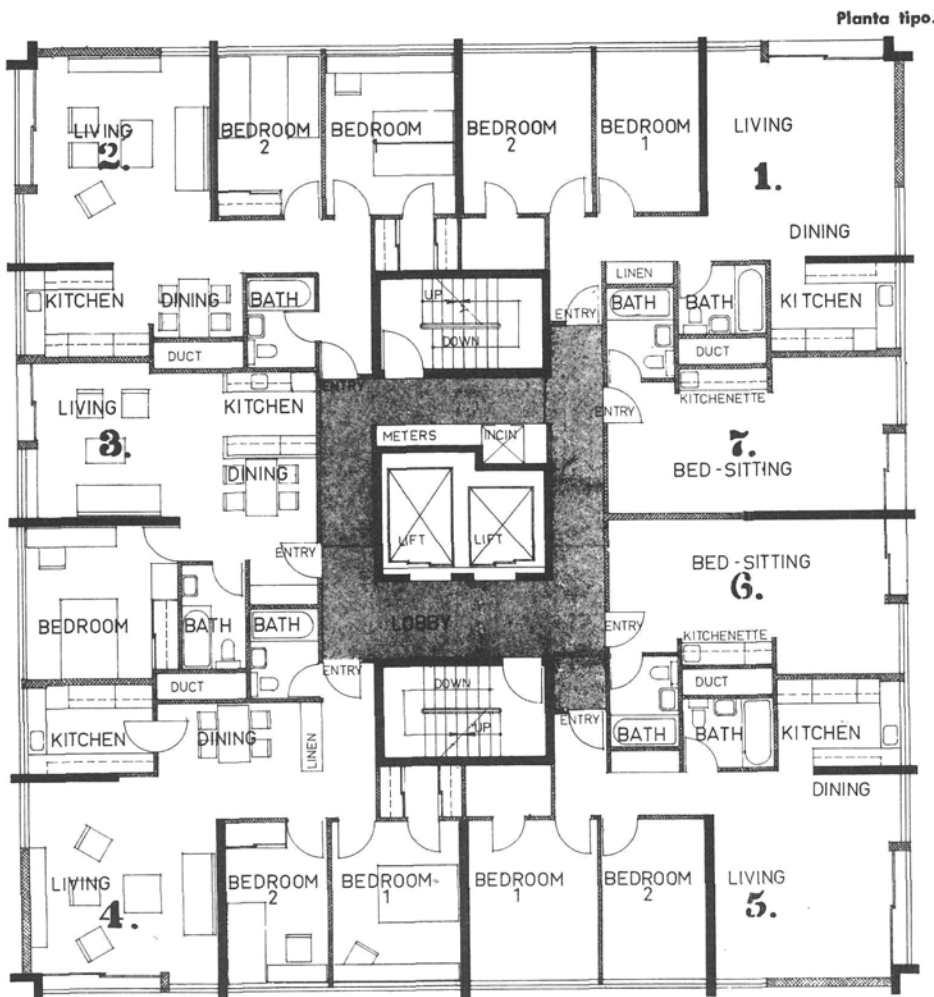 Planta tipo.
LIVING
2.
BEDROOM
2
BEDROOM
BEDROOM
2
BEDROOM
1
LIVING
1.
DINING
KITCHEN
DINING
BATH
UP
DOWN
ENTRY
LINEN
BATH
BATH
KITCHEN
DUCT
DUCT
LIVING
3.
KITCHEN
DINING
ENTRY
METERS
INCIN
ENTRY
KITCHENETTE
7.
BED-SITTING
LIFT
LIFT
ENTRY
BED-SITTING
6.
BEDROOM
BATH
BATH
LOBBY
ENTRY
KITCHENETTE
DUCT
ENTRY
DUCT
KITCHEN
DINING
LINEN
DOWN
UP
ENTRY
BATH
BATH
KITCHEN
DINING
LIVING
4.
BEDROOM
2
BEDROOM
1
BEDROOM
1
BEDROOM
2
LIVING
5.